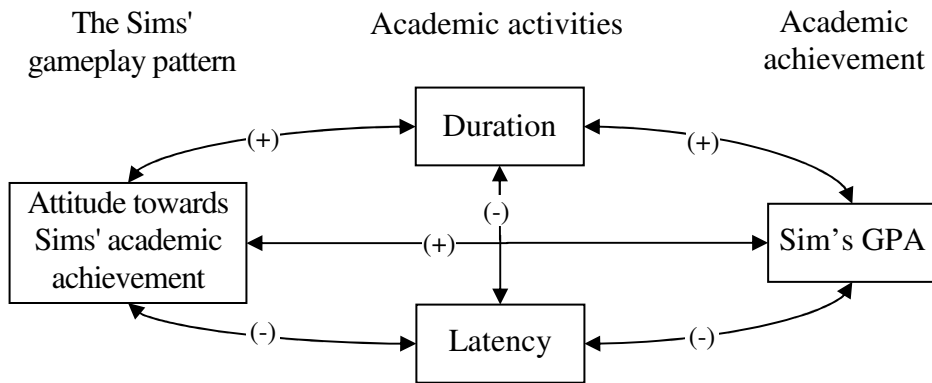 The Sims'
gameplay pattern
Academic activities
Academic
achievement
Duration
(+)
(+)
Attitude towards
Sims' academic
achievement
(-)
(+)
Sim's GPA
(-)
Latency
(-)